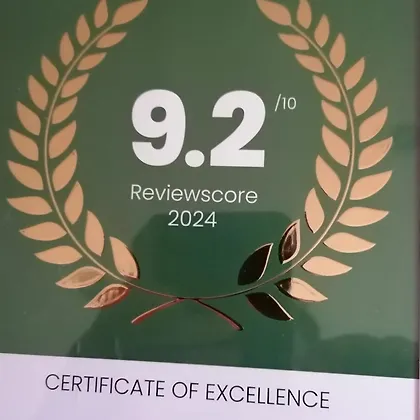 9.2 /10
Reviewscore
2024
CERTIFICATE OF EXCELLENCE